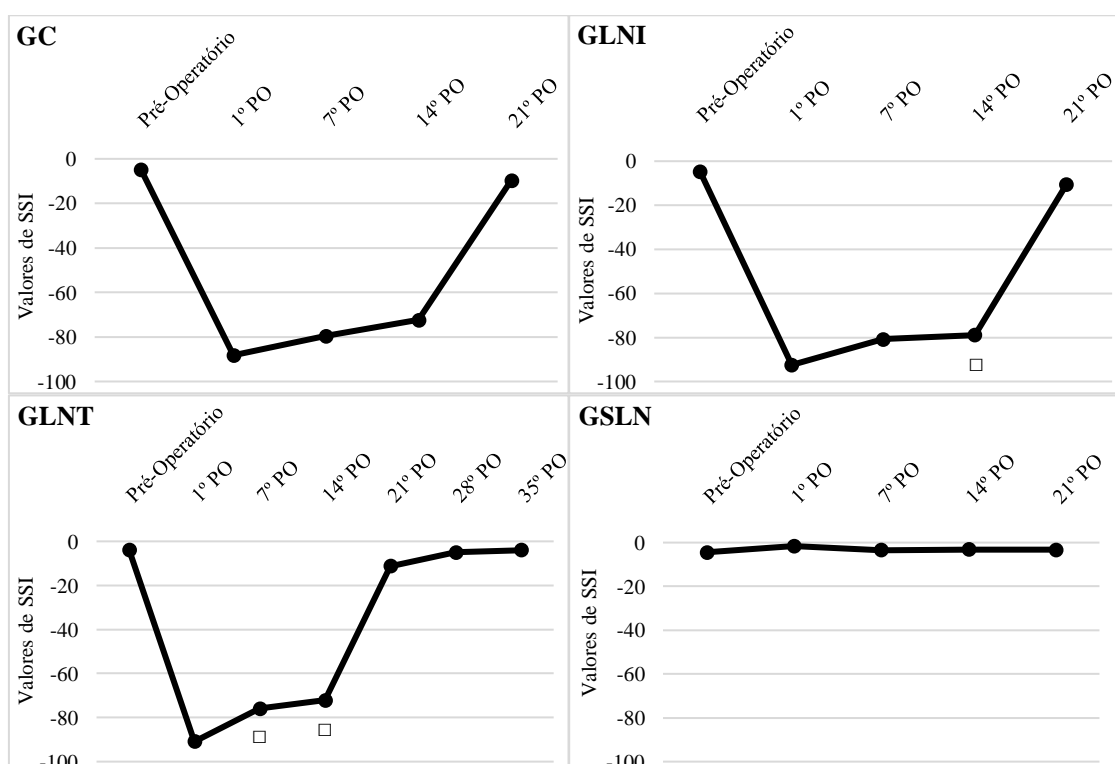 GC
Pré-Operatório
1º PO
7º PO
14º PO
21º PO
Valores de SSI
0
-20
-40
-60
-80
-100
GLNI
Pré-Operatório
1º PO
7º PO
14º PO
21º PO
Valores de SSI
0
-20
-40
-60
-80
-100
GLNT
Pré-Operatório
1º PO
7º PO
14º PO
21º PO
28º PO
35º PO
Valores de SSI
0
-20
-40
-60
-80
-100
GSLN
Pré-Operatório
1º PO
7º PO
14º PO
21º PO
Valores de SSI
0
-20
-40
-60
-80
-100